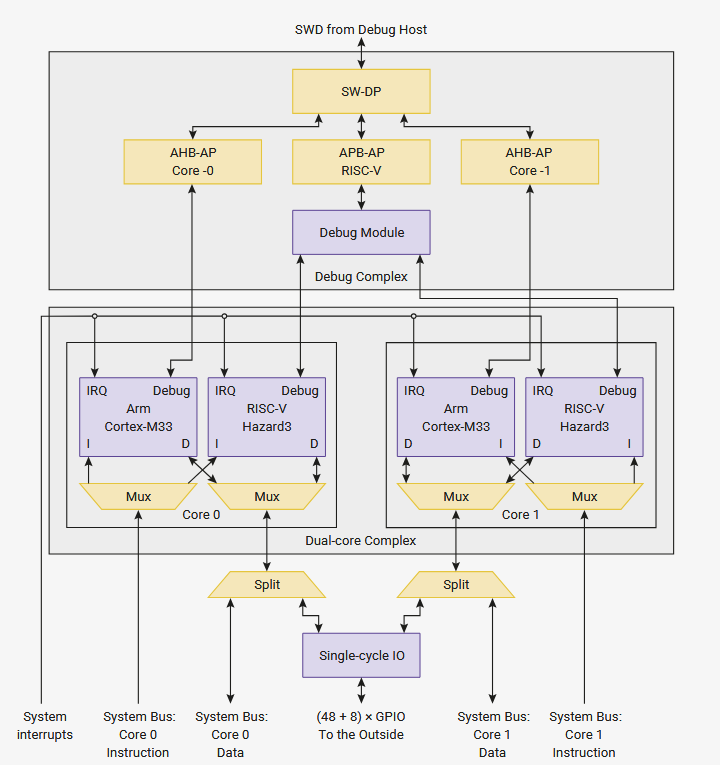 SWD from Debug Host
SW-DP
AHB-AP
Core -0
APB-AP
RISC-V
AHB-AP
Core -1
Debug Module
Debug Complex
IRQ
Debug
Arm
Cortex-M33
I
D
IRQ
Debug
RISC-V
Hazard3
I
D
IRQ
Debug
Arm
Cortex-M33
D
I
IRQ
Debug
RISC-V
Hazard3
D
I
Mux
Mux
Mux
Mux
Core 0
Core 1
Dual-core Complex
Split
Split
Single-cycle IO
System
interrupts
System Bus:
Core 0
Instruction
System Bus:
Core 0
Data
(48 + 8) × GPIO
To the Outside
System Bus:
Core 1
Data
System Bus:
Core 1
Instruction